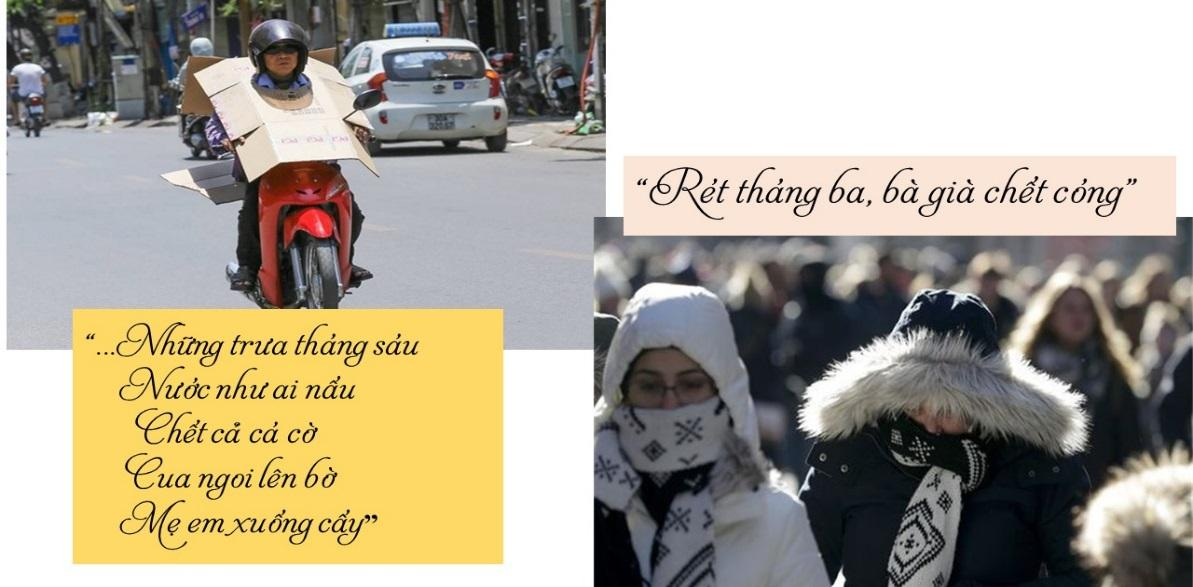 “...Những trưa tháng sáu
Nước như ai nấu
Chết cả cá cờ
Cua ngoi lên bờ
Mẹ em xuống cấy”
“Rét tháng ba, bà già chết cóng”